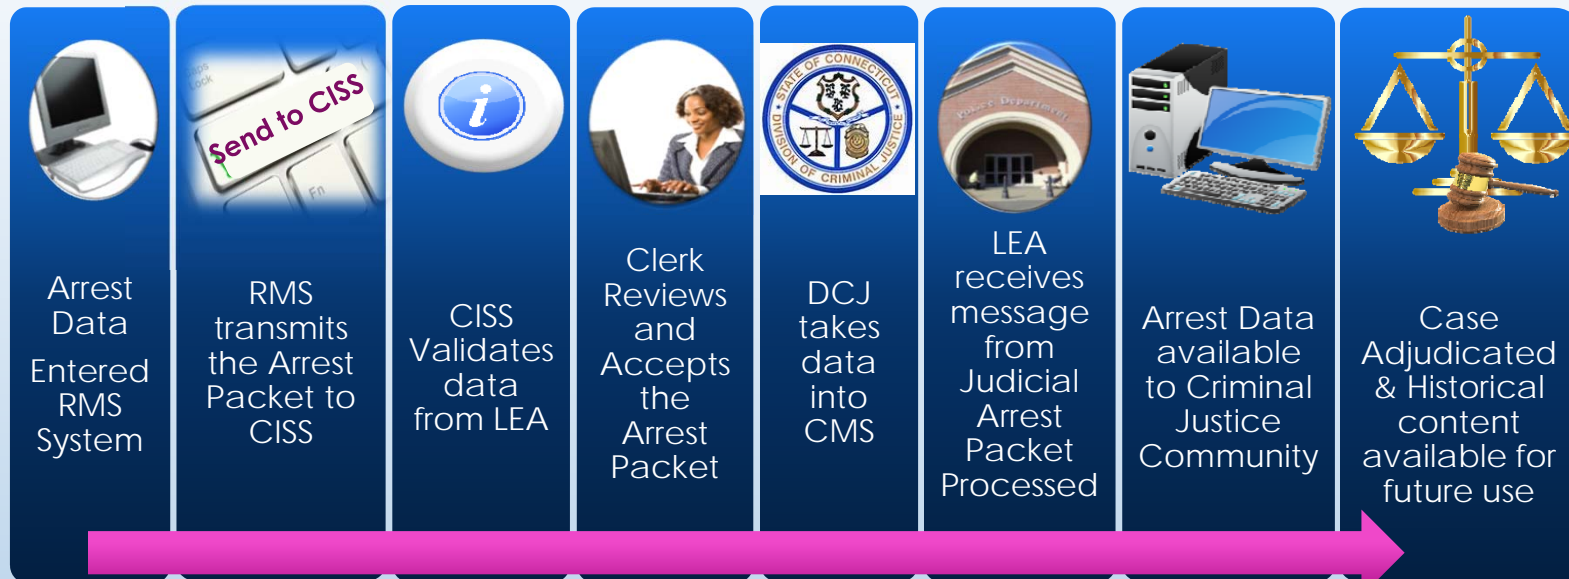 Arrest
Data
Entered
RMS
System
Send to CISS
Fn
RMS
transmits
the Arrest
Packet to
CISS
i
CISS
Validates
data
from LEA
Clerk
Reviews
and
Accepts
the
Arrest
Packet
STATE OF CONNECTICUT
DIVISION OF CRIMINAL JUSTICE
DCJ
takes
data
into
CMS
Police Department
LEA
receives
message
from
Judicial
Arrest
Packet
Processed
Arrest Data
available
to Criminal
Justice
Community
Case
Adjudicated
& Historical
content
available for
future use